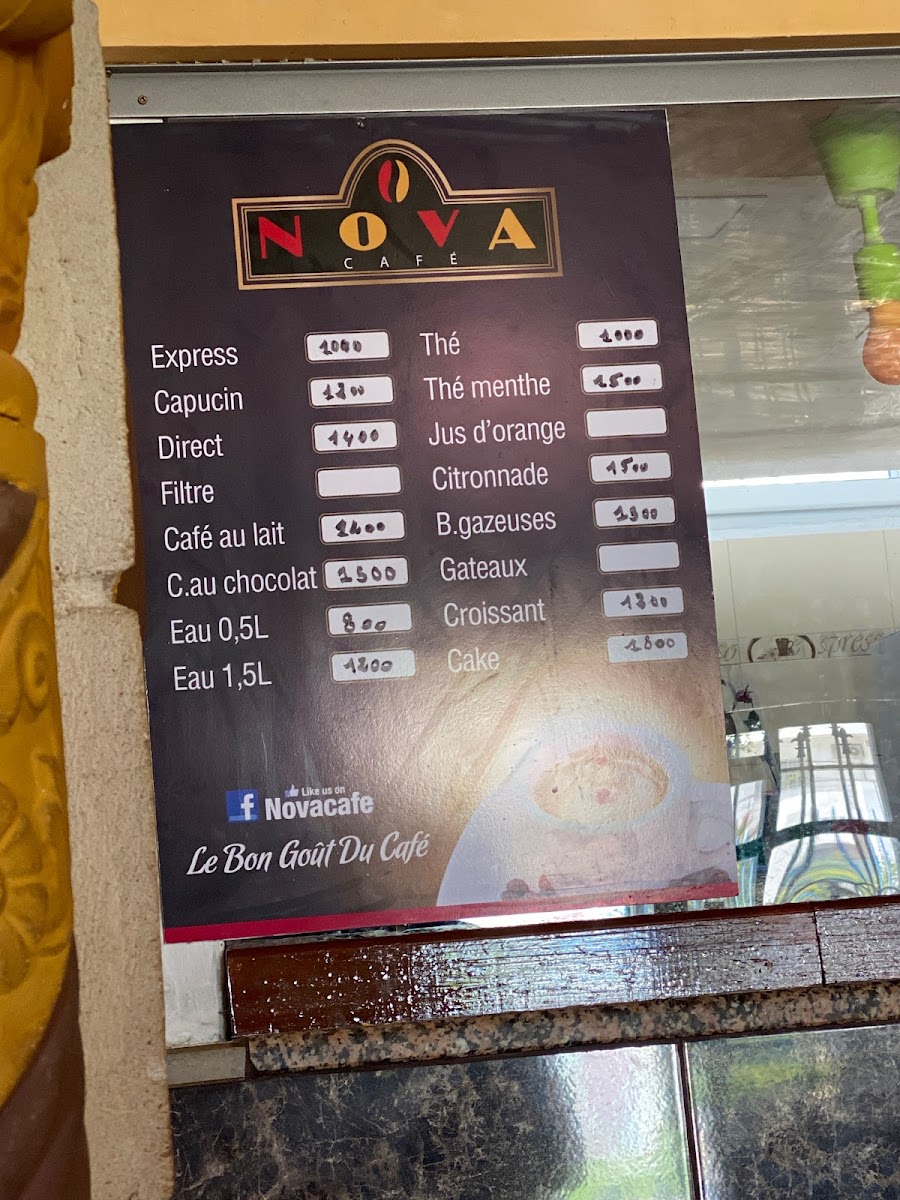 NOVA
CAFÉ
Express 1000
Capucin 1200
Direct 1400
Filtre
Café au lait 1400
C.au chocolat 1500
Eau 0,5L 800
Eau 1,5L 1200
Thé 1000
Thé menthe 1500
Jus d'orange
Citronnade 1500
B.gazeuses 1300
Gateaux
Croissant
Cake
Like us on
f Novacafe
Le Bon Goût Du Café